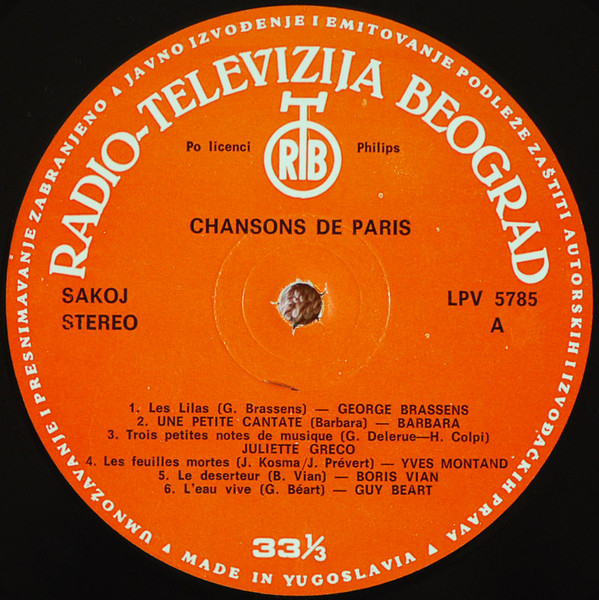 JAVNO IZVOĐENJE I EMITOVANJE PODLEŽE ZAŠTITI AUTORSKIH I IZVOĐAČKIH PRAVA
UMNOŽAVANJE I PRESNIMAVANJE ZABRANJENO
RADIO-TELEVIZIJA BEOGRAD
Po licenci RTB Philips
CHANSONS DE PARIS
SAKOJ LPV 5785
STEREO A
1. Les Lilas (G. Brassens) — GEORGE BRASSENS
2. UNE PETITE CANTATE (Barbara) — BARBARA
3. Trois petites notes de musique (G. Delerue—H. Colpi)
JULIETTE GRECO
4. Les feuilles mortes (J. Kosma/J. Prévert) — YVES MONTAND
5. Le deserteur (B. Vian) — BORIS VIAN
6. L'eau vive (G. Béart) — GUY BEART
33⅓
MADE IN YUGOSLAVIA